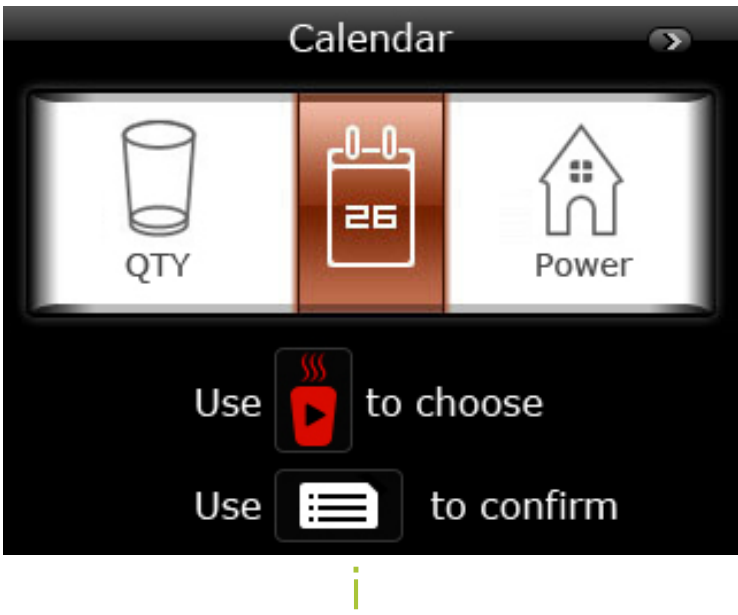 Calendar
26
QTY
Power
Use to choose
Use to confirm
i